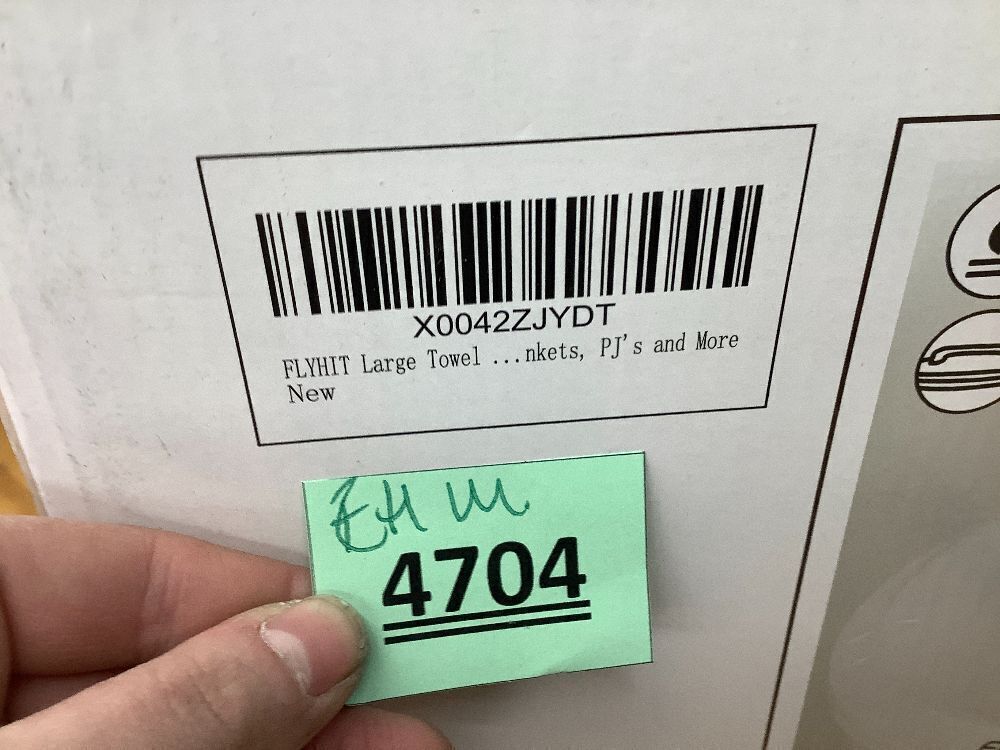 X0042ZJYDT
FLYHIT Large Towel ...nkets, PJ's and More
New
4704